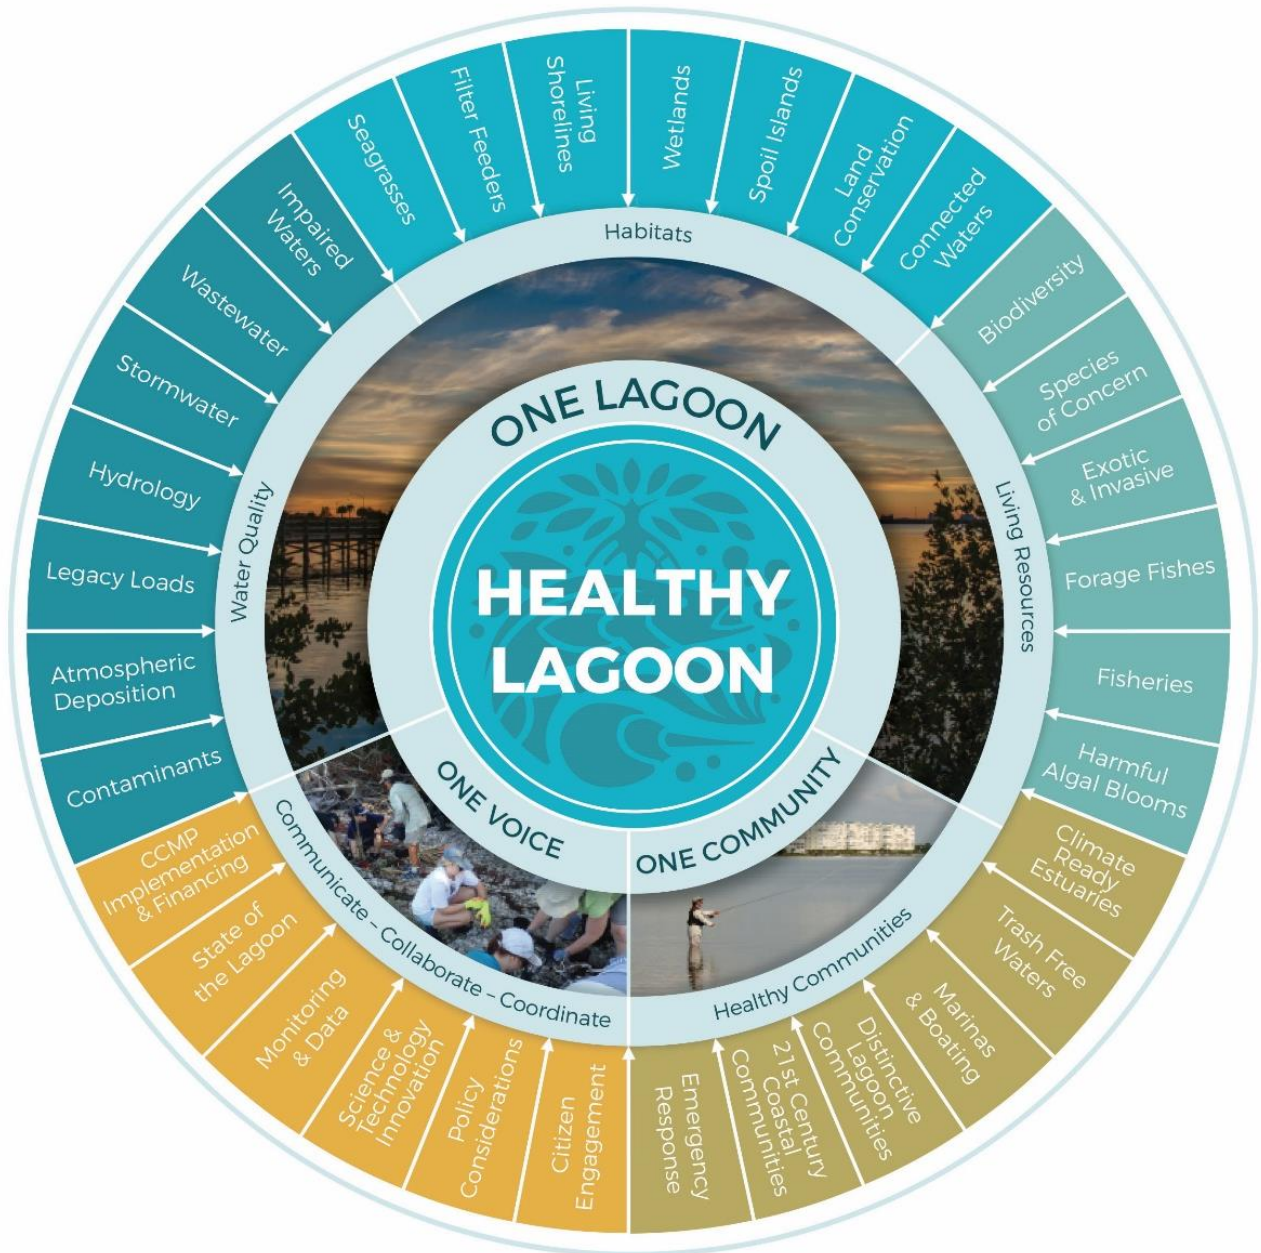 HEALTHY
LAGOON
ONE LAGOON
ONE COMMUNITY
ONE VOICE
Habitats
Living Resources
Healthy Communities
Communicate – Collaborate – Coordinate
Water Quality
Seagrasses
Filter Feeders
Living
Shorelines
Wetlands
Spoil Islands
Land
Conservation
Connected
Waters
Biodiversity
Species
of Concern
Exotic
& Invasive
Forage Fishes
Fisheries
Harmful
Algal Blooms
Climate
Ready
Estuaries
Trash Free
Waters
Marinas
& Boating
Distinctive
Lagoon
Communities
21st Century
Coastal
Communities
Emergency
Response
Citizen
Engagement
Policy
Considerations
Science &
Technology
Innovation
Monitoring
& Data
State of
the Lagoon
CCMP
Implementation
& Financing
Contaminants
Atmospheric
Deposition
Legacy Loads
Hydrology
Stormwater
Wastewater
Impaired
Waters